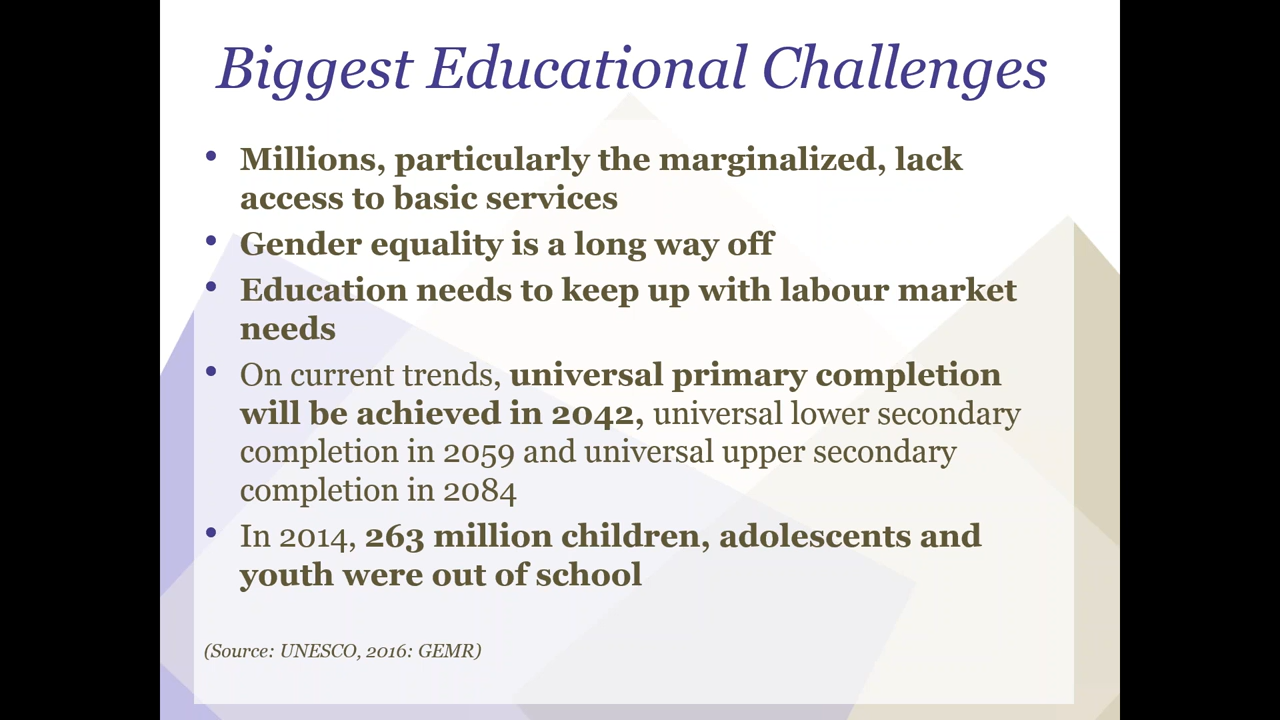 Biggest Educational Challenges
• Millions, particularly the marginalized, lack
access to basic services
• Gender equality is a long way off
• Education needs to keep up with labour market
needs
• On current trends, universal primary completion
will be achieved in 2042, universal lower secondary
completion in 2059 and universal upper secondary
completion in 2084
• In 2014, 263 million children, adolescents and
youth were out of school
(Source: UNESCO, 2016: GEMR)